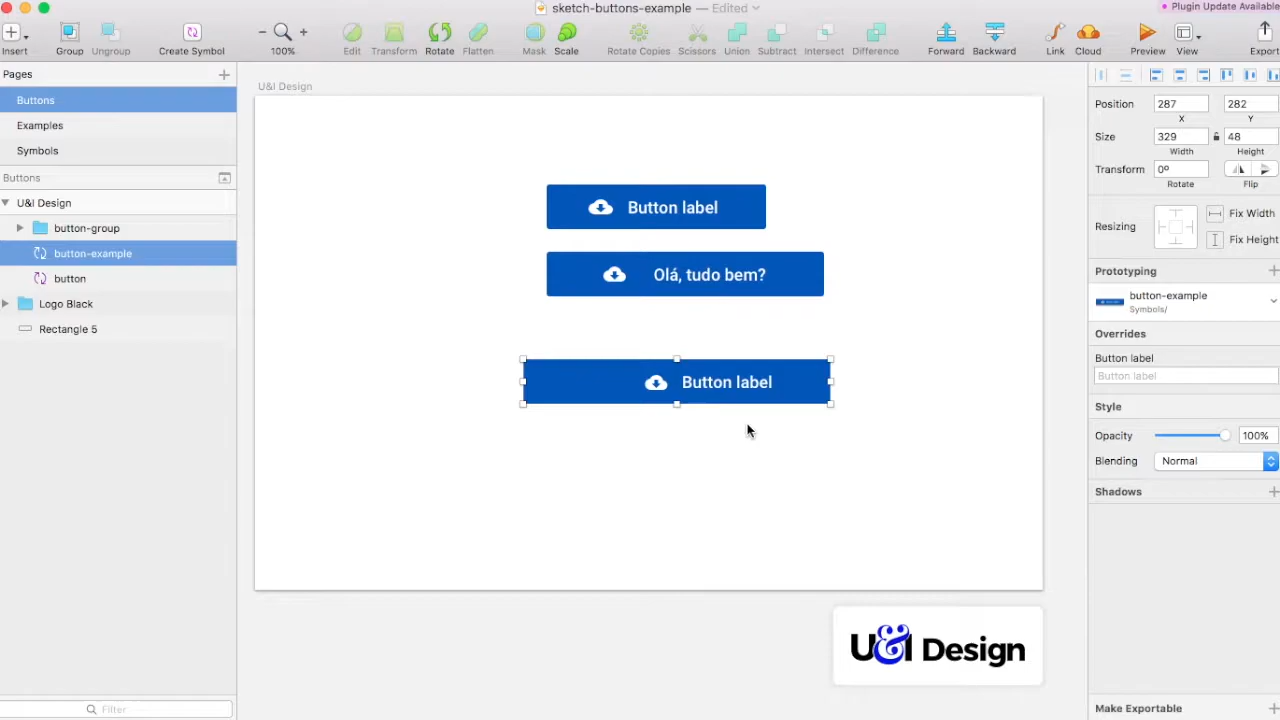 sketch-buttons-example — Edited
Plugin Update Available
Insert Group Ungroup Create Symbol 100% Edit Transform Rotate Flatten Mask Scale Rotate Copies Scissors Union Subtract Intersect Difference Forward Backward Link Cloud Preview View Export
Pages
Buttons
Examples
Symbols
Buttons
U&I Design
button-group
button-example
button
Logo Black
Rectangle 5
Filter
U&I Design
Button label
Olá, tudo bem?
Button label
U&I Design
Position 287 282
X Y
Size 329 48
Width Height
Transform 0º
Rotate Flip
Resizing Fix Width
Fix Height
Prototyping
button-example
Symbols/
Overrides
Button label
Button label
Style
Opacity 100%
Blending Normal
Shadows
Make Exportable